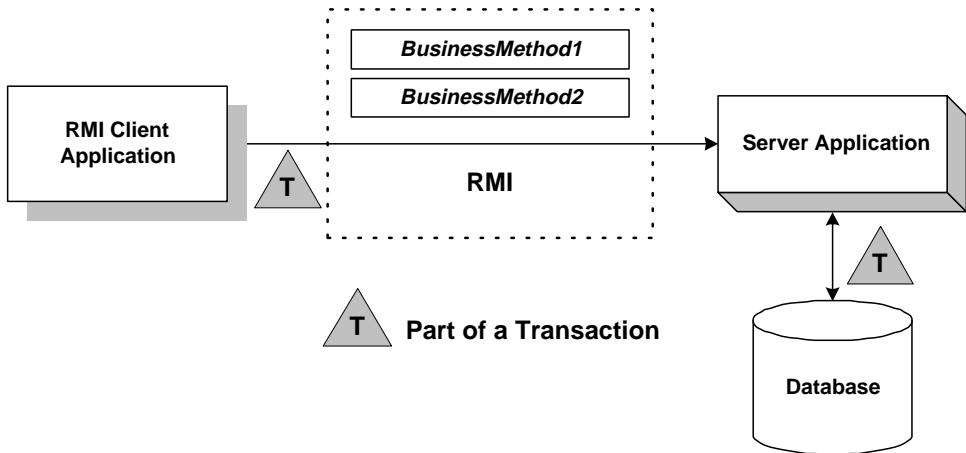 BusinessMethod1
BusinessMethod2
RMI Client
Application
Server Application
T
RMI
T
T
Part of a Transaction
Database